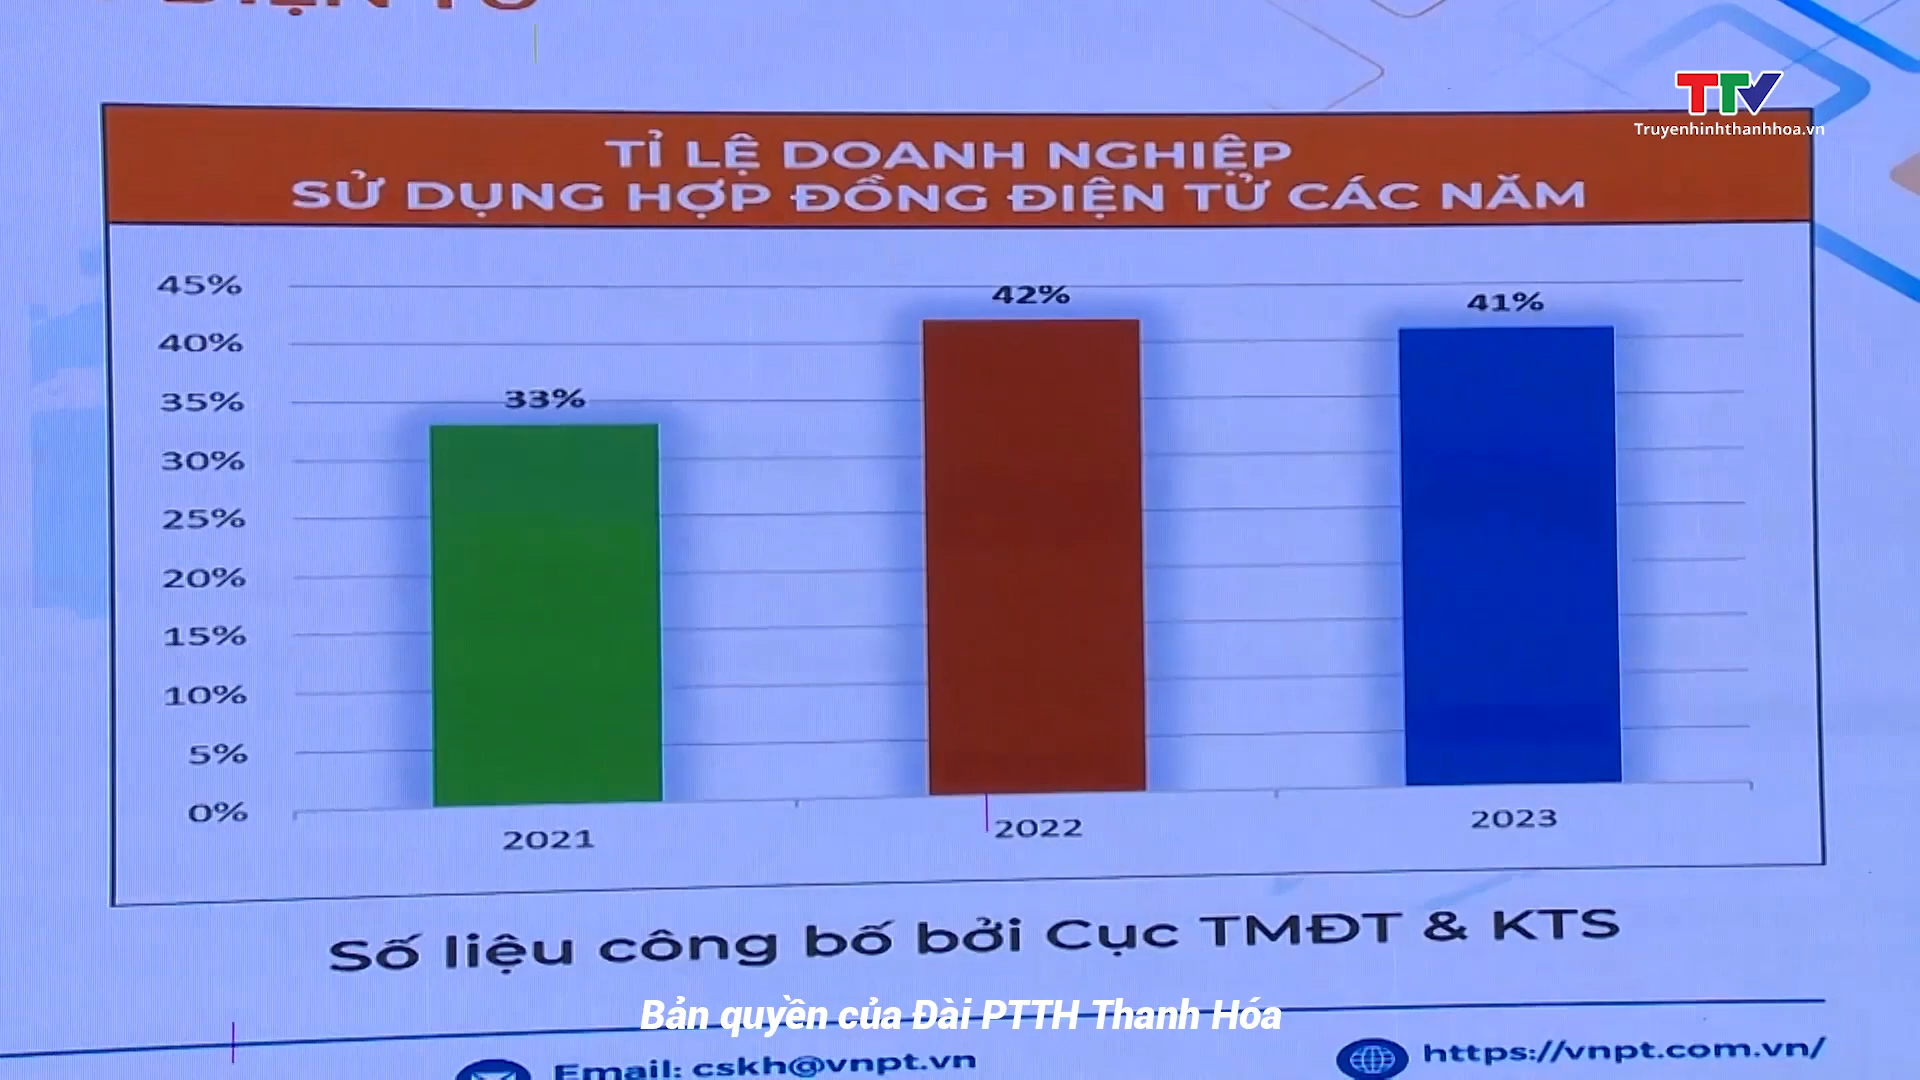 ĐIỆN TỬ
TTV
Truyenhinhthanhhoa.vn
TỈ LỆ DOANH NGHIỆP
SỬ DỤNG HỢP ĐỒNG ĐIỆN TỬ CÁC NĂM
45%
40%
35%
30%
25%
20%
15%
10%
5%
0%
33%
42%
41%
2021
2022
2023
Số liệu công bố bởi Cục TMĐT & KTS
Bản quyền của Đài PTTH Thanh Hóa
Email: cskh@vnpt.vn
https://vnpt.com.vn/